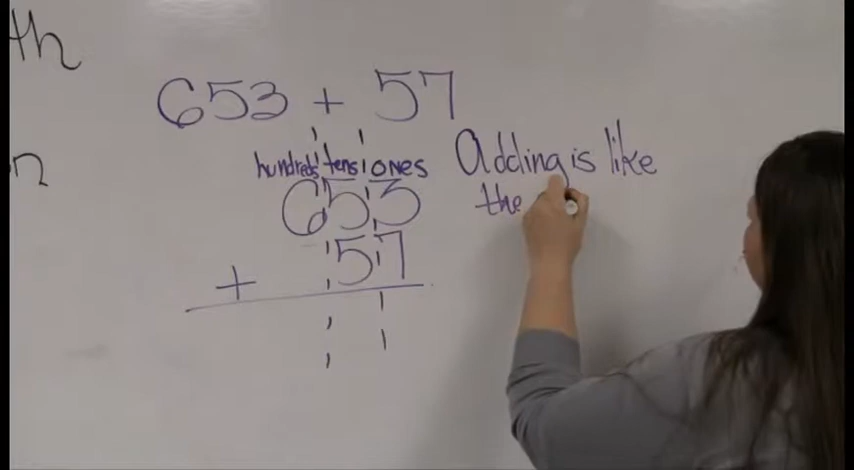 th
n
653 + 57
hundreds tens ones
653
+ 57
Adding is like
the